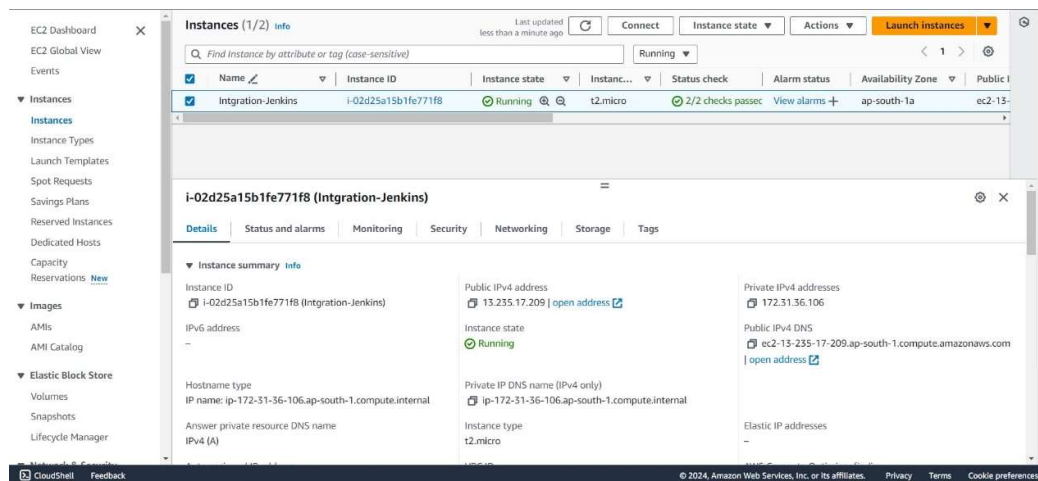 EC2 Dashboard
EC2 Global View
Events
Instances
Instances
Instance Types
Launch Templates
Spot Requests
Savings Plans
Reserved Instances
Dedicated Hosts
Capacity
Reservations New
Images
AMIs
AMI Catalog
Elastic Block Store
Volumes
Snapshots
Lifecycle Manager
Network & Security
Instances (1/2) Info
Last updated
less than a minute ago
Connect
Instance state
Actions
Launch instances
Find Instance by attribute or tag (case-sensitive)
Running
1
Name Instance ID Instance state Instanc... Status check Alarm status Availability Zone Public I
Intgration-Jenkins i-02d25a15b1fe771f8 Running t2.micro 2/2 checks passec View alarms + ap-south-1a ec2-13-
i-02d25a15b1fe771f8 (Intgration-Jenkins)
Details Status and alarms Monitoring Security Networking Storage Tags
Instance summary Info
Instance ID
i-02d25a15b1fe771f8 (Intgration-Jenkins)
Public IPv4 address
13.235.17.209 | open address
Private IPv4 addresses
172.31.36.106
IPv6 address
–
Instance state
Running
Public IPv4 DNS
ec2-13-235-17-209.ap-south-1.compute.amazonaws.com
| open address
Hostname type
IP name: ip-172-31-36-106.ap-south-1.compute.internal
Private IP DNS name (IPv4 only)
ip-172-31-36-106.ap-south-1.compute.internal
Answer private resource DNS name
IPv4 (A)
Instance type
t2.micro
Elastic IP addresses
–
CloudShell Feedback © 2024, Amazon Web Services, Inc. or its affiliates. Privacy Terms Cookie preferences